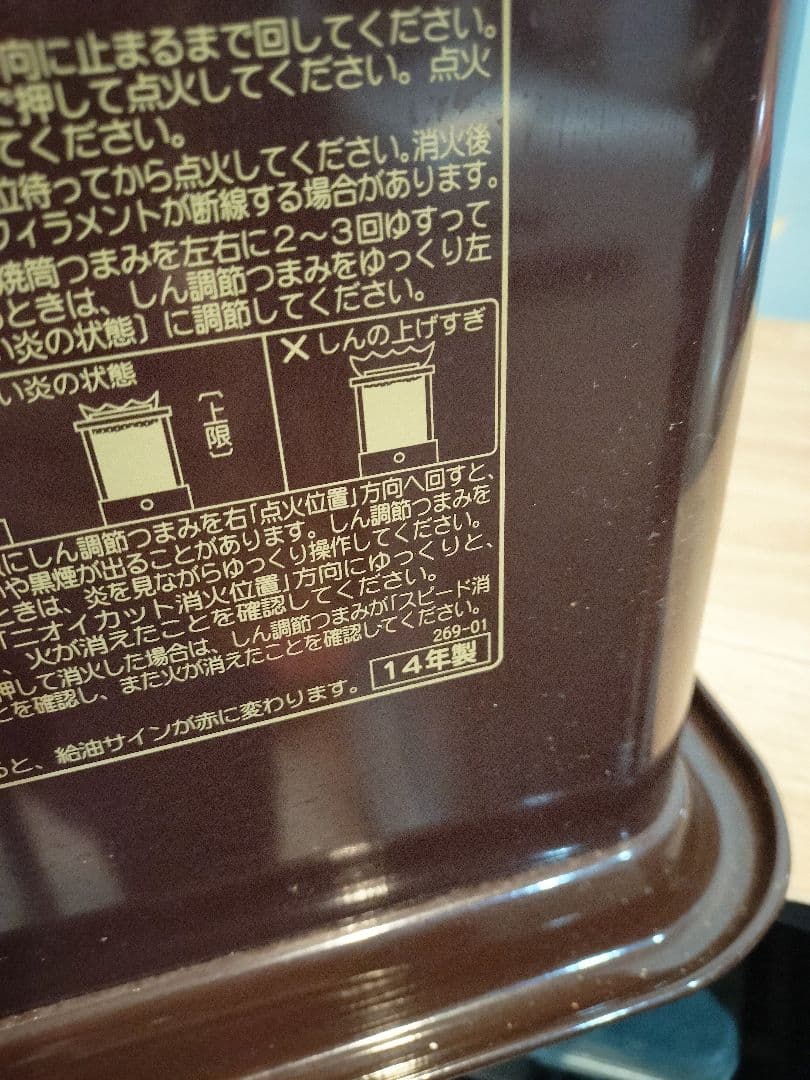 向に止まるまで回してください。
押して点火してください。点火
てください。
位待ってから点火してください。消火後
フィラメントが断線する場合があります。
焼筒つまみを左右に2〜3回ゆすって
ときは、しん調節つまみをゆっくり左
い炎の状態〕に調節してください。
い炎の状態
〔上限〕
×しんの上げすぎ
にしん調節つまみを右「点火位置」方向へ回すと、
や黒煙が出ることがあります。しん調節つまみを
ときは、炎を見ながらゆっくり操作してください。
「ニオイカット消火位置」方向にゆっくりと、
、火が消えたことを確認してください。
押して消火した場合は、しん調節つまみが「スピード消
とを確認し、また火が消えたことを確認してください。
269-01
14年製
ると、給油サインが赤に変わります。